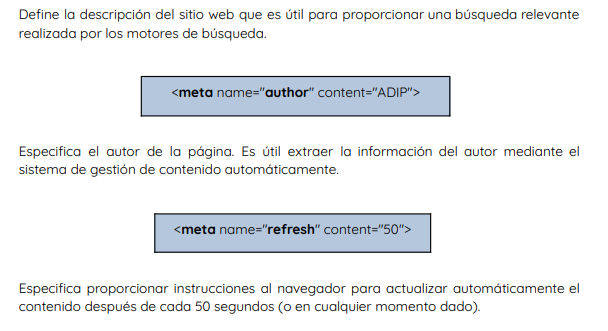 Define la descripción del sitio web que es útil para proporcionar una búsqueda relevante
realizada por los motores de búsqueda.
<meta name="author" content="ADIP">
Especifica el autor de la página. Es útil extraer la información del autor mediante el
sistema de gestión de contenido automáticamente.
<meta name="refresh" content="50">
Especifica proporcionar instrucciones al navegador para actualizar automáticamente el
contenido después de cada 50 segundos (o en cualquier momento dado).